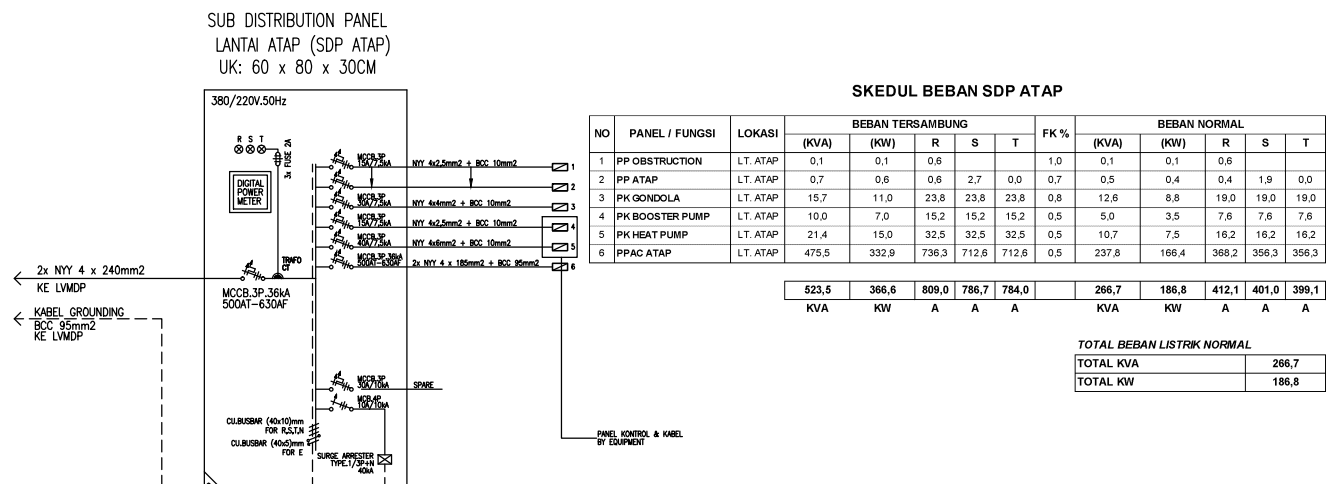 SUB DISTRIBUTION PANEL
LANTAI ATAP (SDP ATAP)
UK: 60 x 80 x 30CM
380/220V.50Hz
R S T
3x FUSE 2A
DIGITAL
POWER
METER
TRAFO
CT
MCCB.3P.36kA
500AT-630AF
2x NYY 4 x 240mm2
KE LVMDP
KABEL GROUNDING
BCC 95mm2
KE LVMDP
MCCB.3P
15A/7,5kA
NYY 4x2,5mm2 + BCC 10mm2
1
2
MCCB.3P
30A/7,5kA
NYY 4x4mm2 + BCC 10mm2
3
MCCB.3P
15A/7,5kA
NYY 4x2,5mm2 + BCC 10mm2
4
MCCB.3P
40A/7,5kA
NYY 4x6mm2 + BCC 10mm2
5
MCCB.3P.36kA
500AT-630AF
2x NYY 4 x 185mm2 + BCC 95mm2
6
MCCB.3P
30A/10kA
SPARE
MCB.4P
10A/10kA
CU.BUSBAR (40x10)mm
FOR R,S,T,N
CU.BUSBAR (40x5)mm
FOR E
SURGE ARRESTER
TYPE.1/3P+N
40kA
PANEL KONTROL & KABEL
BY EQUIPMENT
SKEDUL BEBAN SDP ATAP
NO PANEL / FUNGSI LOKASI BEBAN TERSAMBUNG FK % BEBAN NORMAL
(KVA) (KW) R S T (KVA) (KW) R S T
1 PP OBSTRUCTION LT. ATAP 0,1 0,1 0,6 1,0 0,1 0,1 0,6
2 PP ATAP LT. ATAP 0,7 0,6 0,6 2,7 0,0 0,7 0,5 0,4 0,4 1,9 0,0
3 PK GONDOLA LT. ATAP 15,7 11,0 23,8 23,8 23,8 0,8 12,6 8,8 19,0 19,0 19,0
4 PK BOOSTER PUMP LT. ATAP 10,0 7,0 15,2 15,2 15,2 0,5 5,0 3,5 7,6 7,6 7,6
5 PK HEAT PUMP LT. ATAP 21,4 15,0 32,5 32,5 32,5 0,5 10,7 7,5 16,2 16,2 16,2
6 PPAC ATAP LT. ATAP 475,5 332,9 736,3 712,6 712,6 0,5 237,8 166,4 368,2 356,3 356,3
523,5 366,6 809,0 786,7 784,0 266,7 186,8 412,1 401,0 399,1
KVA KW A A A KVA KW A A A
TOTAL BEBAN LISTRIK NORMAL
TOTAL KVA 266,7
TOTAL KW 186,8